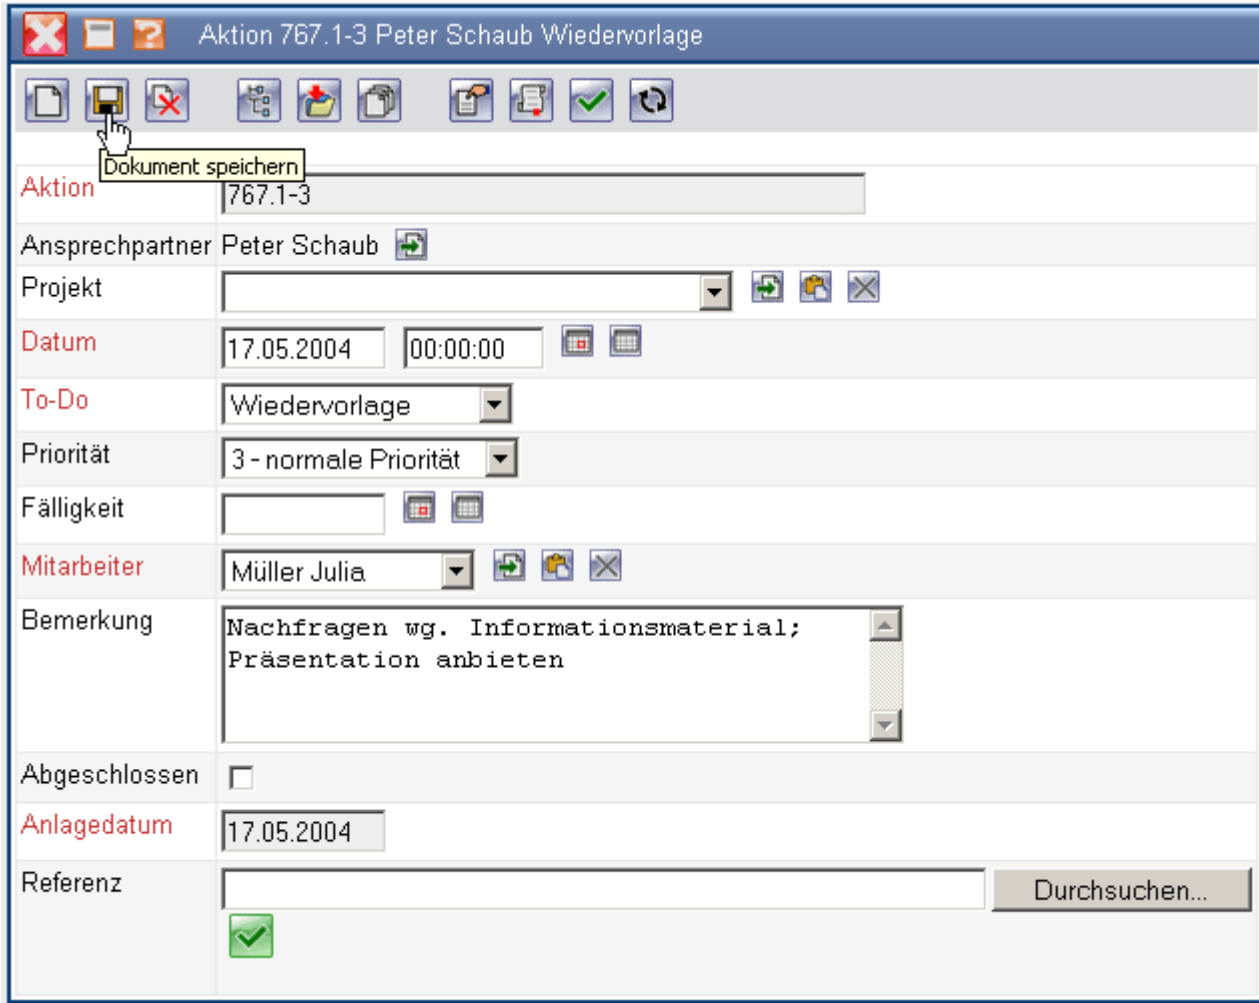 Aktion 767.1-3 Peter Schaub Wiedervorlage
Dokument speichern
Aktion 767.1-3
Ansprechpartner Peter Schaub
Projekt
Datum 17.05.2004 00:00:00
To-Do Wiedervorlage
Priorität 3 - normale Priorität
Fälligkeit
Mitarbeiter Müller Julia
Bemerkung Nachfragen wg. Informationsmaterial;
Präsentation anbieten
Abgeschlossen
Anlagedatum 17.05.2004
Referenz Durchsuchen...